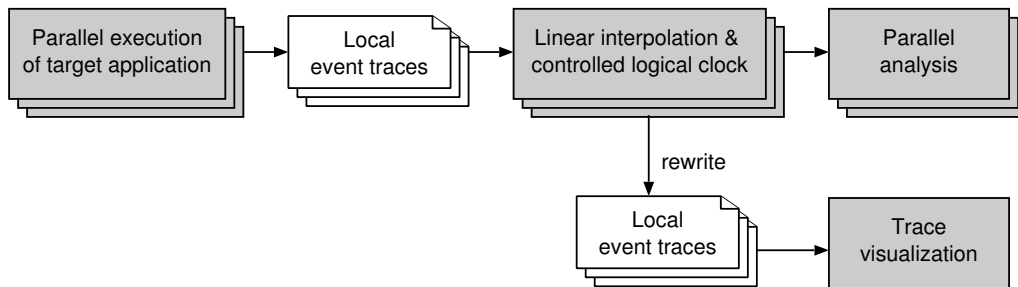 Parallel execution
of target application
Local
event traces
Linear interpolation &
controlled logical clock
Parallel
analysis
rewrite
Local
event traces
Trace
visualization